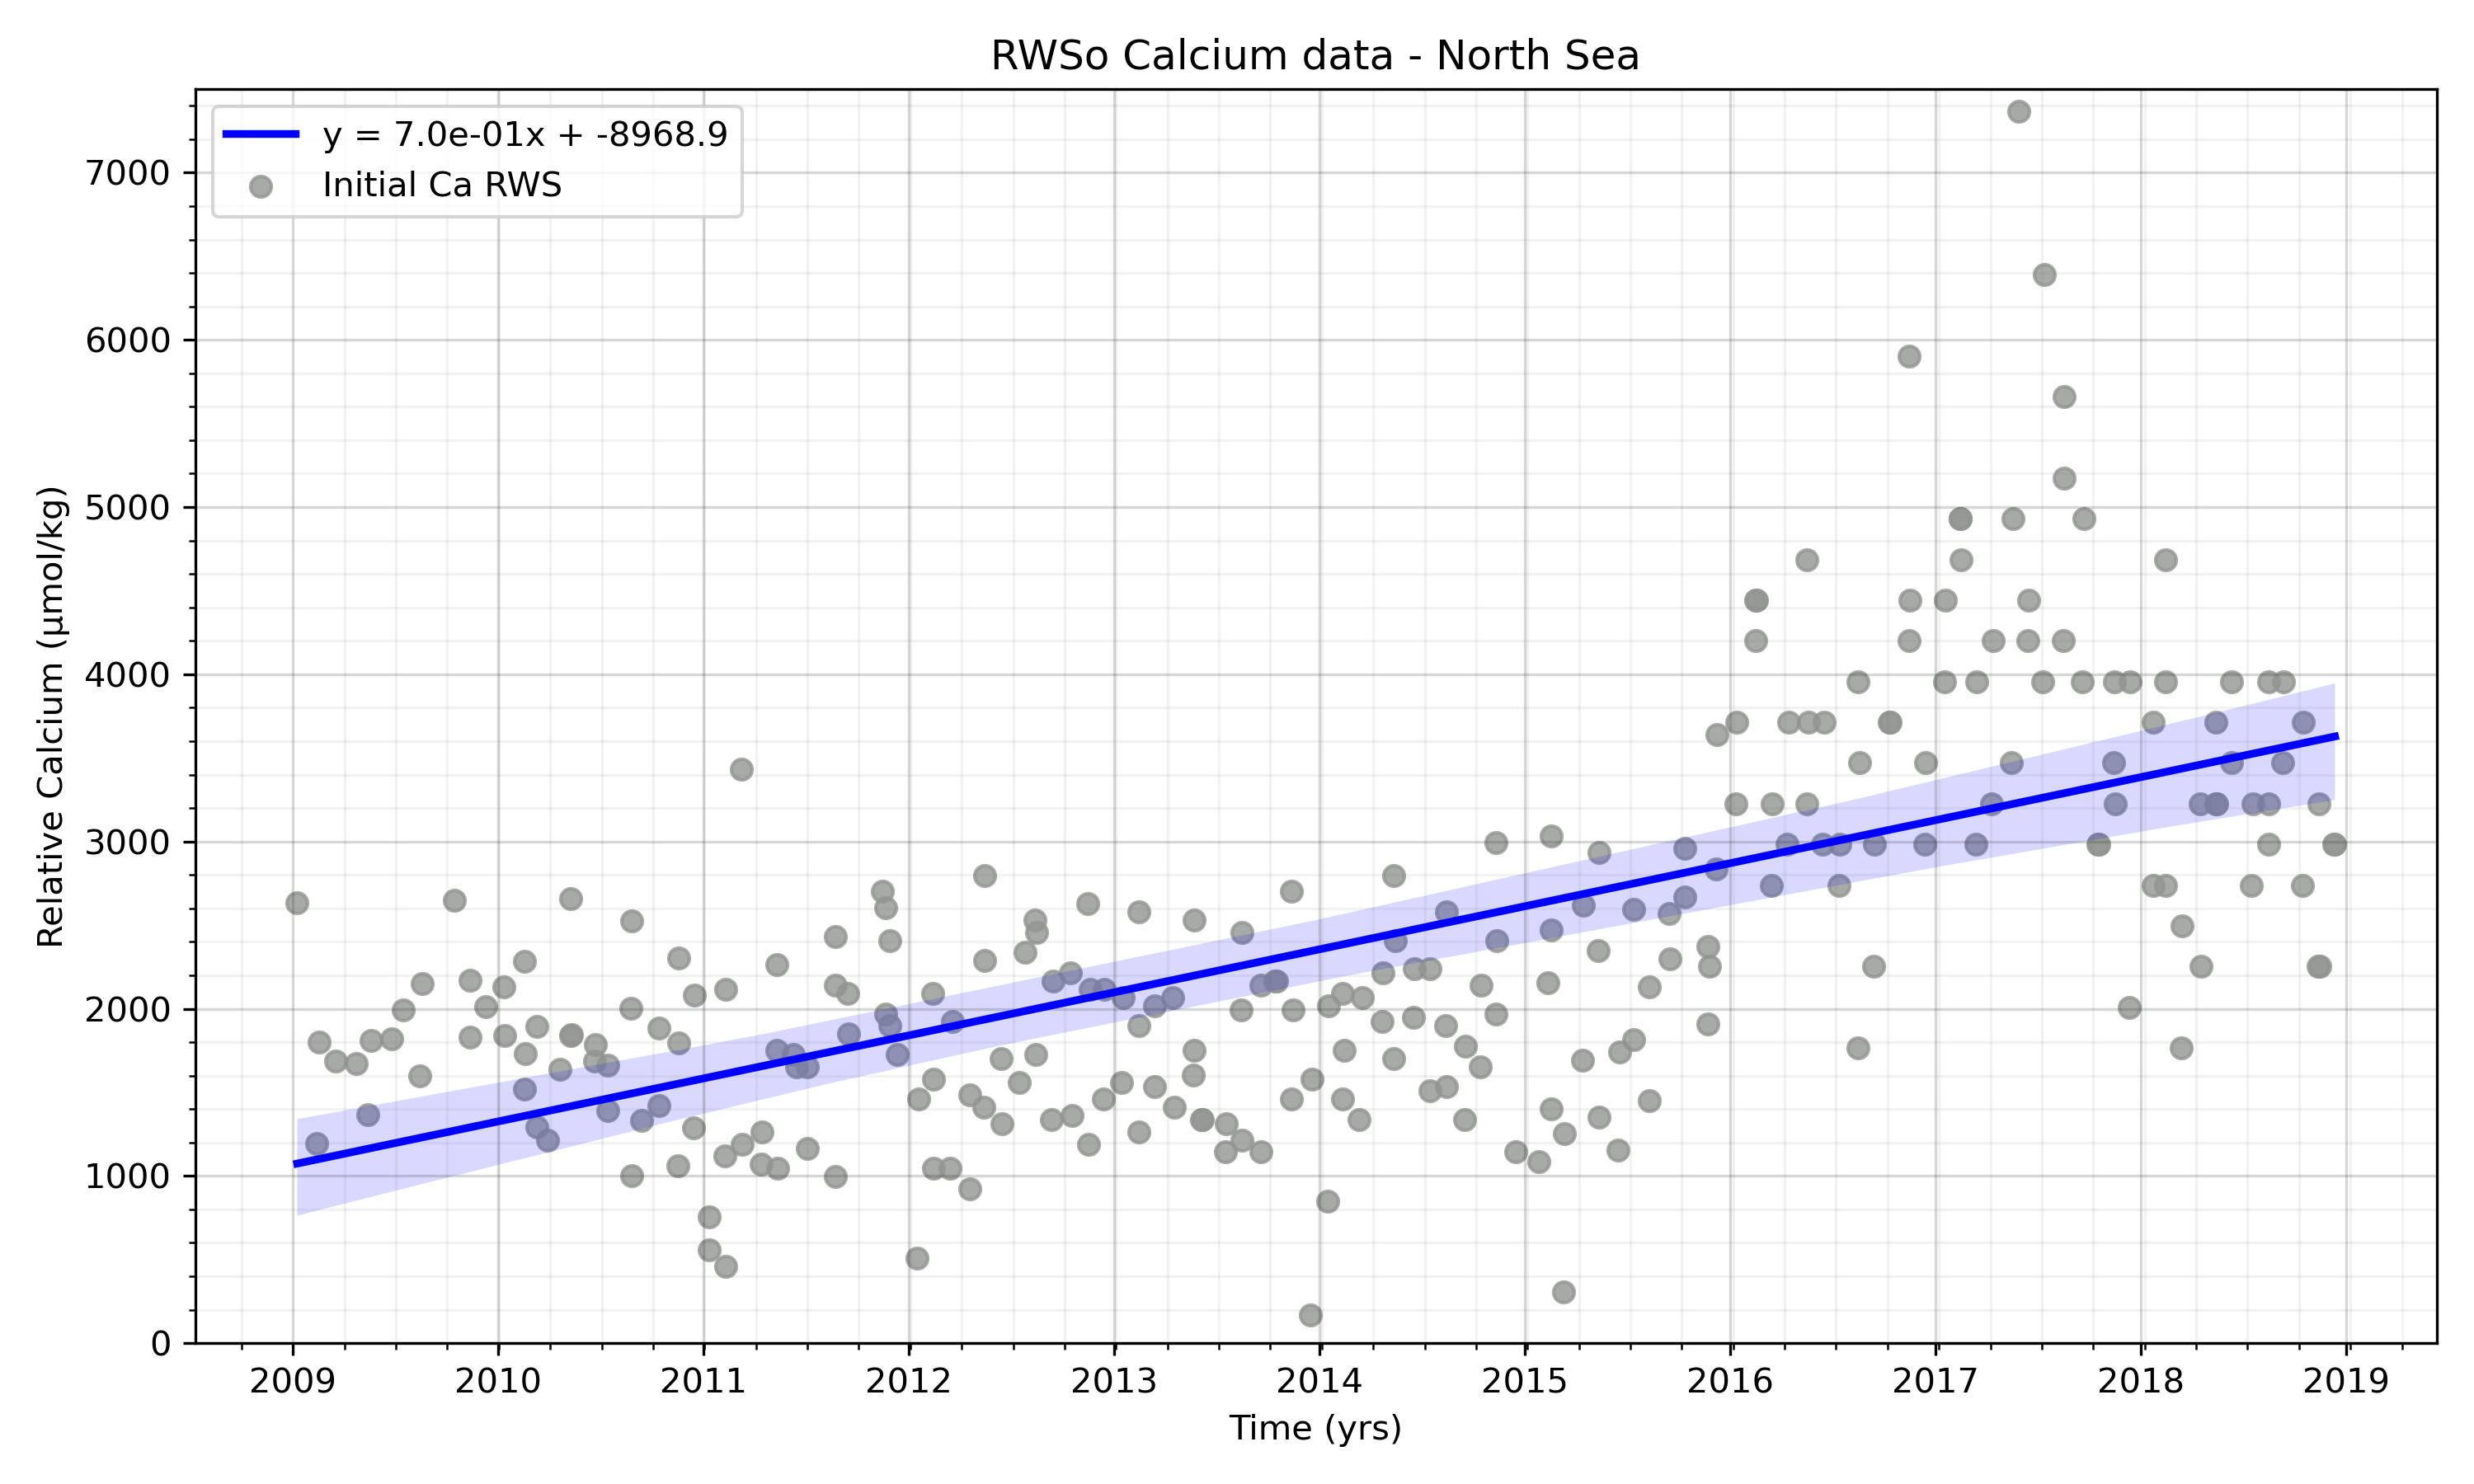 RWSo Calcium data - North Sea
y = 7.0e-01x + -8968.9
Initial Ca RWS
Relative Calcium (μmol/kg)
7000
6000
5000
4000
3000
2000
1000
0
2009 2010 2011 2012 2013 2014 2015 2016 2017 2018 2019
Time (yrs)